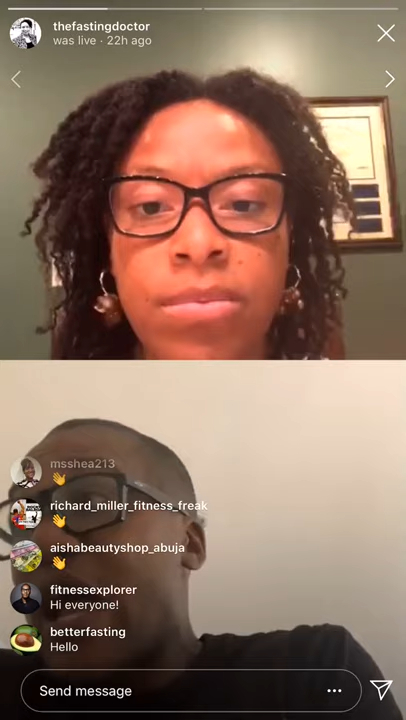 thefastingdoctor
was live · 22h ago
msshea213
👋
richard_miller_fitness_freak
👋
aishabeautyshop_abuja
👋
fitnessexplorer
Hi everyone!
betterfasting
Hello
Send message